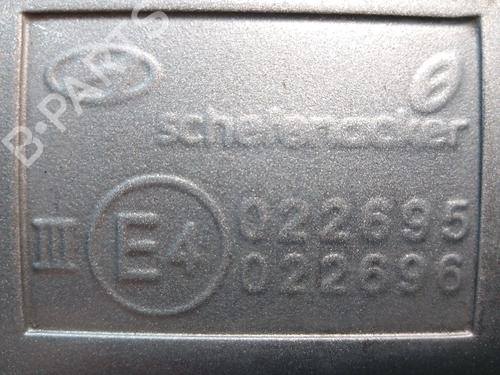 B-PARTS
schefenacker
III E4 022695
022696